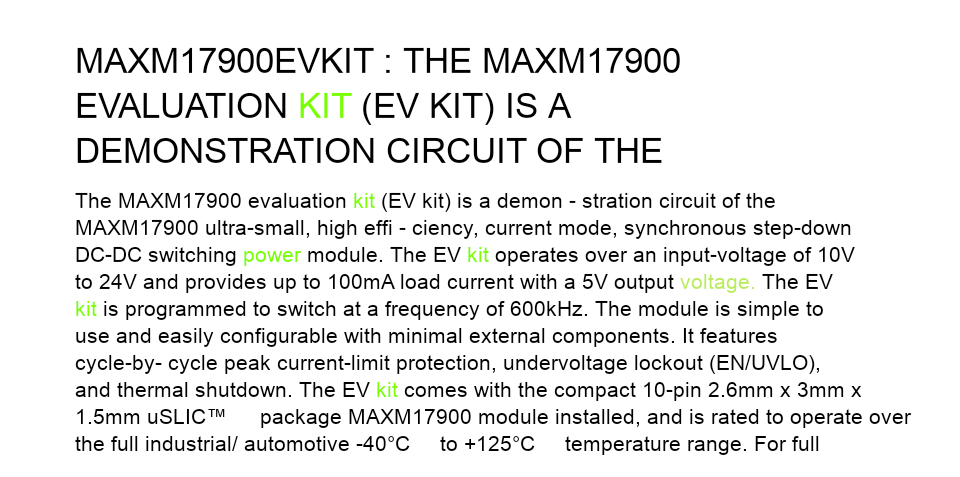 MAXM17900EVKIT : THE MAXM17900
EVALUATION KIT (EV KIT) IS A
DEMONSTRATION CIRCUIT OF THE
The MAXM17900 evaluation kit (EV kit) is a demon - stration circuit of the
MAXM17900 ultra-small, high effi - ciency, current mode, synchronous step-down
DC-DC switching power module. The EV kit operates over an input-voltage of 10V
to 24V and provides up to 100mA load current with a 5V output voltage. The EV
kit is programmed to switch at a frequency of 600kHz. The module is simple to
use and easily configurable with minimal external components. It features
cycle-by- cycle peak current-limit protection, undervoltage lockout (EN/UVLO),
and thermal shutdown. The EV kit comes with the compact 10-pin 2.6mm x 3mm x
1.5mm uSLIC™ package MAXM17900 module installed, and is rated to operate over
the full industrial/ automotive -40°C to +125°C temperature range. For full